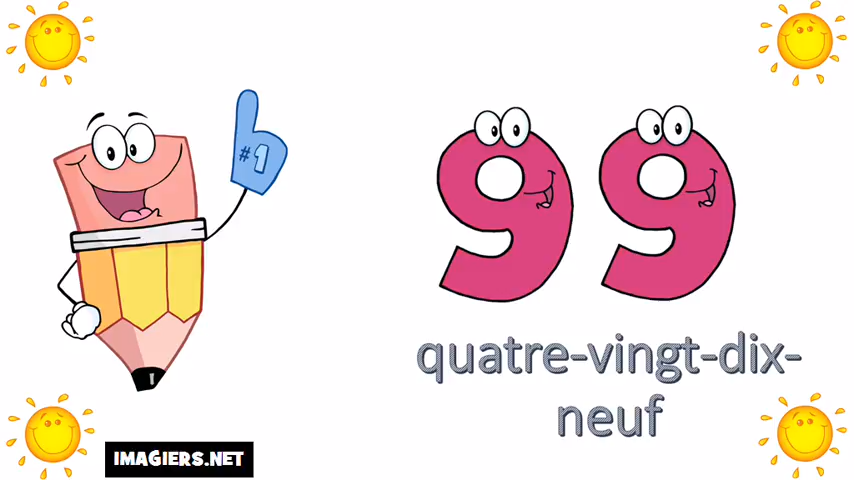 #1
99
quatre-vingt-dix-
neuf
IMAGIERS.NET